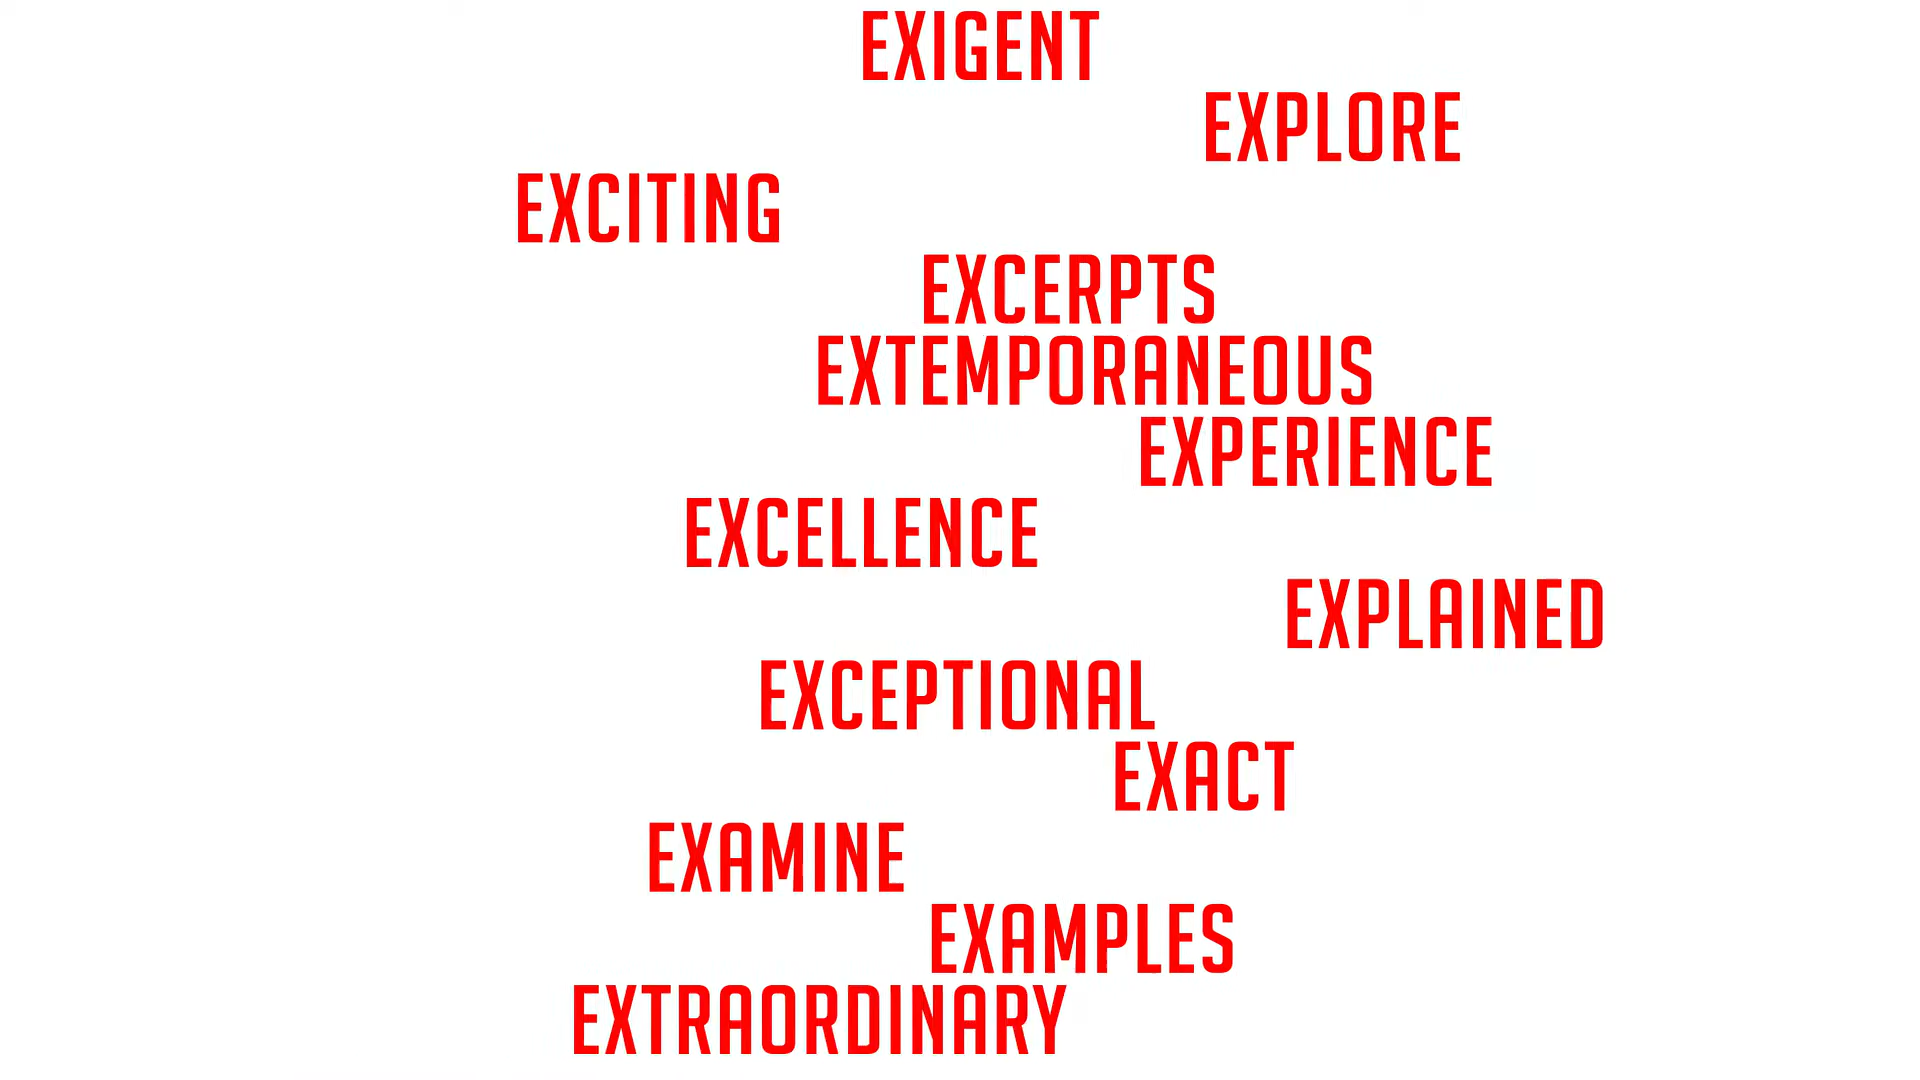 EXIGENT
EXPLORE
EXCITING
EXCERPTS
EXTEMPORANEOUS
EXPERIENCE
EXCELLENCE
EXPLAINED
EXCEPTIONAL
EXACT
EXAMINE
EXAMPLES
EXTRAORDINARY